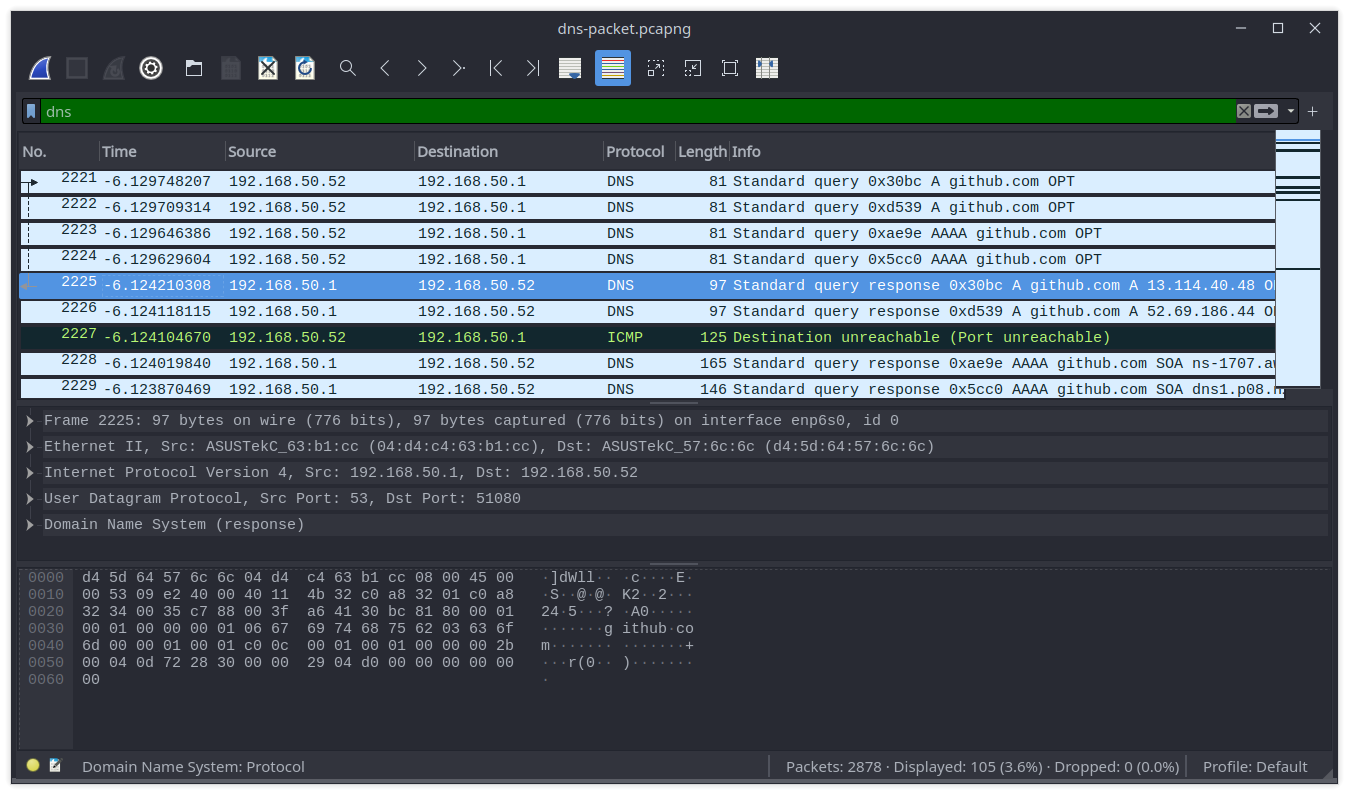 dns-packet.pcapng
dns
No. Time Source Destination Protocol Length Info
2221 -6.129748207 192.168.50.52 192.168.50.1 DNS 81 Standard query 0x30bc A github.com OPT
2222 -6.129709314 192.168.50.52 192.168.50.1 DNS 81 Standard query 0xd539 A github.com OPT
2223 -6.129646386 192.168.50.52 192.168.50.1 DNS 81 Standard query 0xae9e AAAA github.com OPT
2224 -6.129629604 192.168.50.52 192.168.50.1 DNS 81 Standard query 0x5cc0 AAAA github.com OPT
2225 -6.124210308 192.168.50.1 192.168.50.52 DNS 97 Standard query response 0x30bc A github.com A 13.114.40.48
2226 -6.124118115 192.168.50.1 192.168.50.52 DNS 97 Standard query response 0xd539 A github.com A 52.69.186.44
2227 -6.124104670 192.168.50.52 192.168.50.1 ICMP 125 Destination unreachable (Port unreachable)
2228 -6.124019840 192.168.50.1 192.168.50.52 DNS 165 Standard query response 0xae9e AAAA github.com SOA ns-1707.a
2229 -6.123870469 192.168.50.1 192.168.50.52 DNS 146 Standard query response 0x5cc0 AAAA github.com SOA dns1.p08.
Frame 2225: 97 bytes on wire (776 bits), 97 bytes captured (776 bits) on interface enp6s0, id 0
Ethernet II, Src: ASUSTekC_63:b1:cc (04:d4:c4:63:b1:cc), Dst: ASUSTekC_57:6c:6c (d4:5d:64:57:6c:6c)
Internet Protocol Version 4, Src: 192.168.50.1, Dst: 192.168.50.52
User Datagram Protocol, Src Port: 53, Dst Port: 51080
Domain Name System (response)
0000 d4 5d 64 57 6c 6c 04 d4 c4 63 b1 cc 08 00 45 00 ·]dWll·· ·c····E·
0010 00 53 09 e2 40 00 40 11 4b 32 c0 a8 32 01 c0 a8 ·S··@·@· K2··2···
0020 32 34 00 35 c7 88 00 3f a6 41 30 bc 81 80 00 01 24·5···? ·A0·····
0030 00 01 00 00 00 01 06 67 69 74 68 75 62 03 63 6f ·······g ithub·co
0040 6d 00 00 01 00 01 c0 0c 00 01 00 01 00 00 00 2b m······· ·······+
0050 00 04 0d 72 28 30 00 00 29 04 d0 00 00 00 00 00 ···r(0·· )·······
0060 00 ·
Domain Name System: Protocol Packets: 2878 · Displayed: 105 (3.6%) · Dropped: 0 (0.0%) Profile: Default